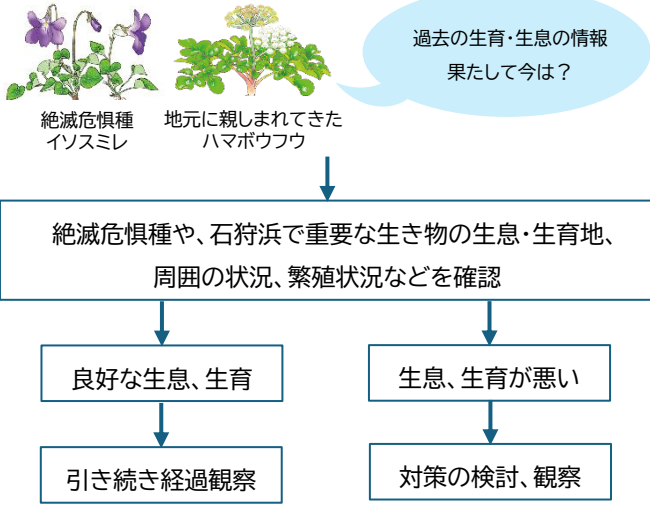 過去の生育・生息の情報
果たして今は？
絶滅危惧種
イソスミレ
地元に親しまれてきた
ハマボウフウ
絶滅危惧種や、石狩浜で重要な生き物の生息・生育地、
周囲の状況、繁殖状況などを確認
良好な生息、生育
生息、生育が悪い
引き続き経過観察
対策の検討、観察